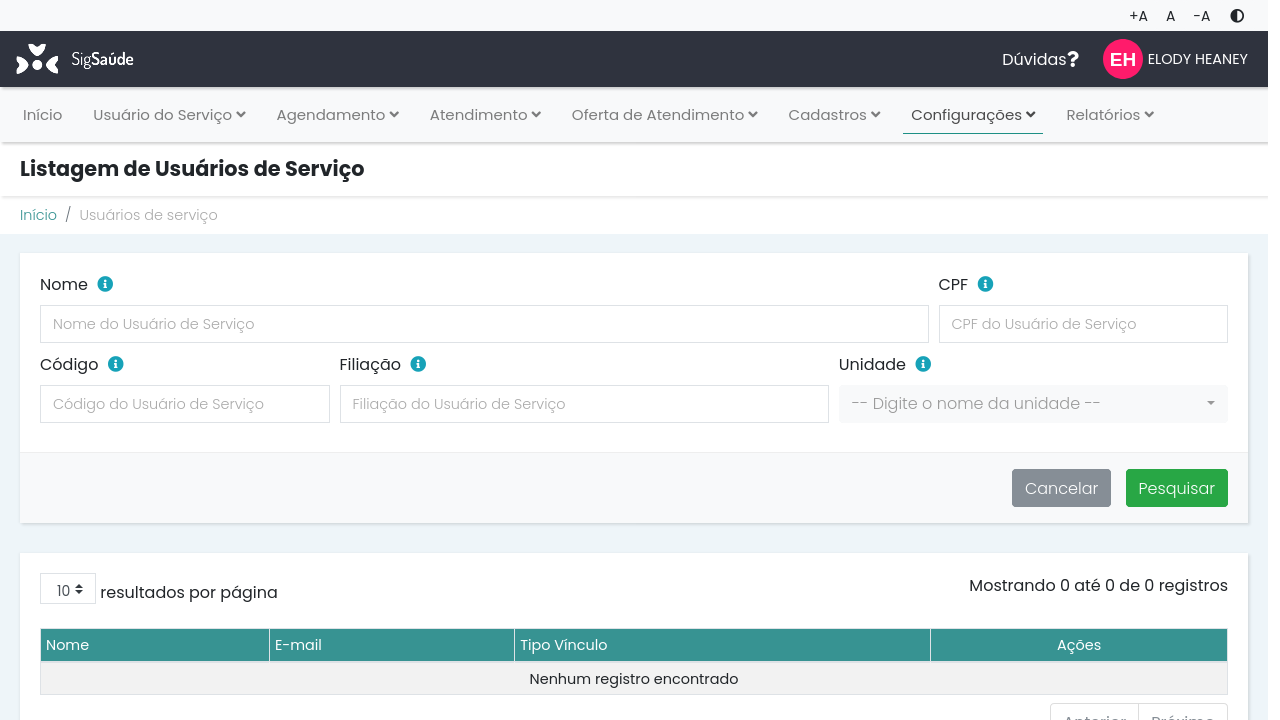 +A A -A
SigSaúde
Dúvidas?
EH ELODY HEANEY
Início Usuário do Serviço Agendamento Atendimento Oferta de Atendimento Cadastros Configurações Relatórios
Listagem de Usuários de Serviço
Início / Usuários de serviço
Nome CPF
Nome do Usuário de Serviço CPF do Usuário de Serviço
Código Filiação Unidade
Código do Usuário de Serviço Filiação do Usuário de Serviço -- Digite o nome da unidade --
Cancelar Pesquisar
10 resultados por página Mostrando 0 até 0 de 0 registros
Nome E-mail Tipo Vínculo Ações
Nenhum registro encontrado
Anterior Próximo